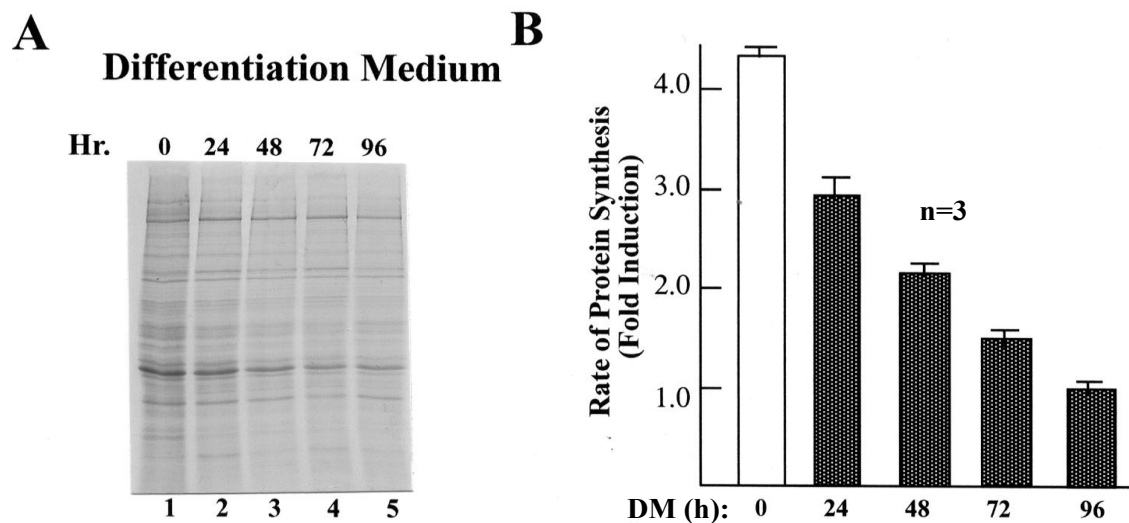 A
Differentiation Medium
Hr. 0 24 48 72 96
1 2 3 4 5
B
Rate of Protein Synthesis
(Fold Induction)
4.0
3.0
2.0
1.0
n=3
DM (h): 0 24 48 72 96